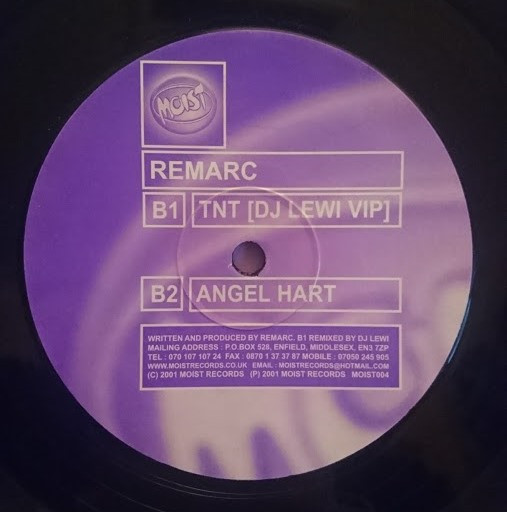 MOIST
REMARC
B1 TNT [DJ LEWI VIP]
B2 ANGEL HART
WRITTEN AND PRODUCED BY REMARC. B1 REMIXED BY DJ LEWI
MAILING ADDRESS : P.O.BOX 528, ENFIELD, MIDDLESEX, EN3 7ZP
TEL : 070 107 107 24 FAX : 0870 1 37 37 87 MOBILE : 07050 245 905
WWW.MOISTRECORDS.CO.UK EMAIL : MOISTRECORDS@HOTMAIL.COM
(C) 2001 MOIST RECORDS (P) 2001 MOIST RECORDS MOIST004